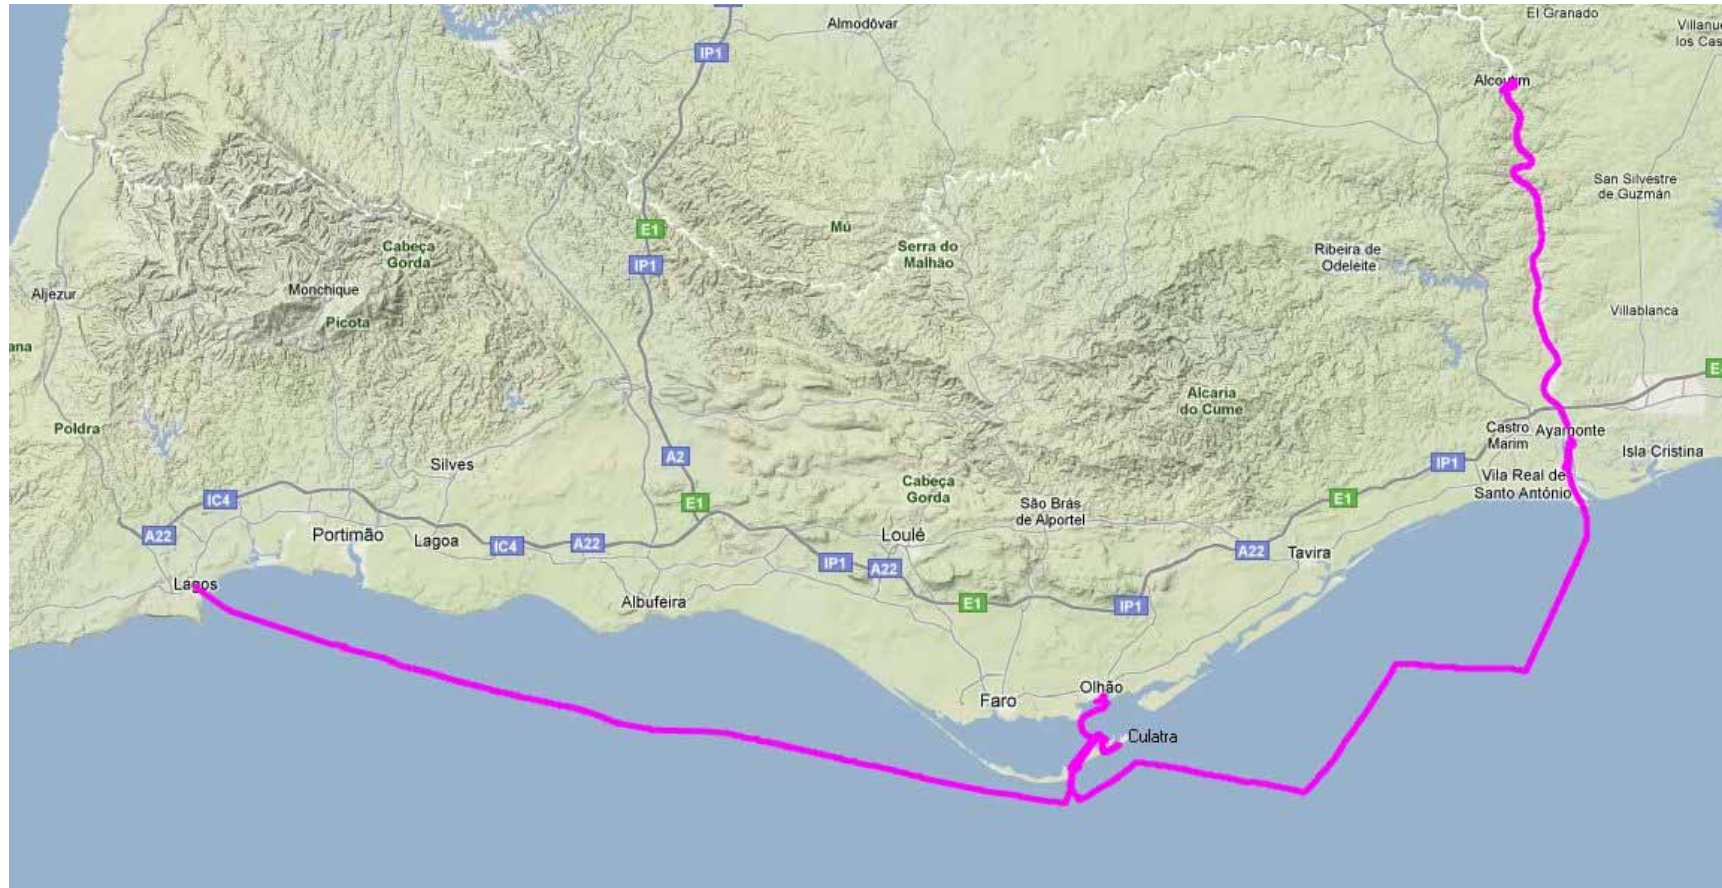 El Granado
Villanu
los Cas
Almodôvar
IP1
Alcoutim
San Silvestre
de Guzmán
Mú
E1
Cabeça
Gorda
Serra do
Malhão
Ribeira de
Odeleite
IP1
Monchique
Aljezur
Picota
Villablanca
ana
E
Alcaria
do Cume
Poldra
Castro
Marim
Ayamonte
Isla Cristina
A2
Silves
IP1
Vila Real de
Santo António
Cabeça
Gorda
IC4
E1
São Brás
de Alportel
E1
A22
Portimão
Lagoa
IC4
A22
Loulé
A22
Tavira
IP1
A22
Lagos
Albufeira
E1
IP1
Olhão
Faro
Culatra